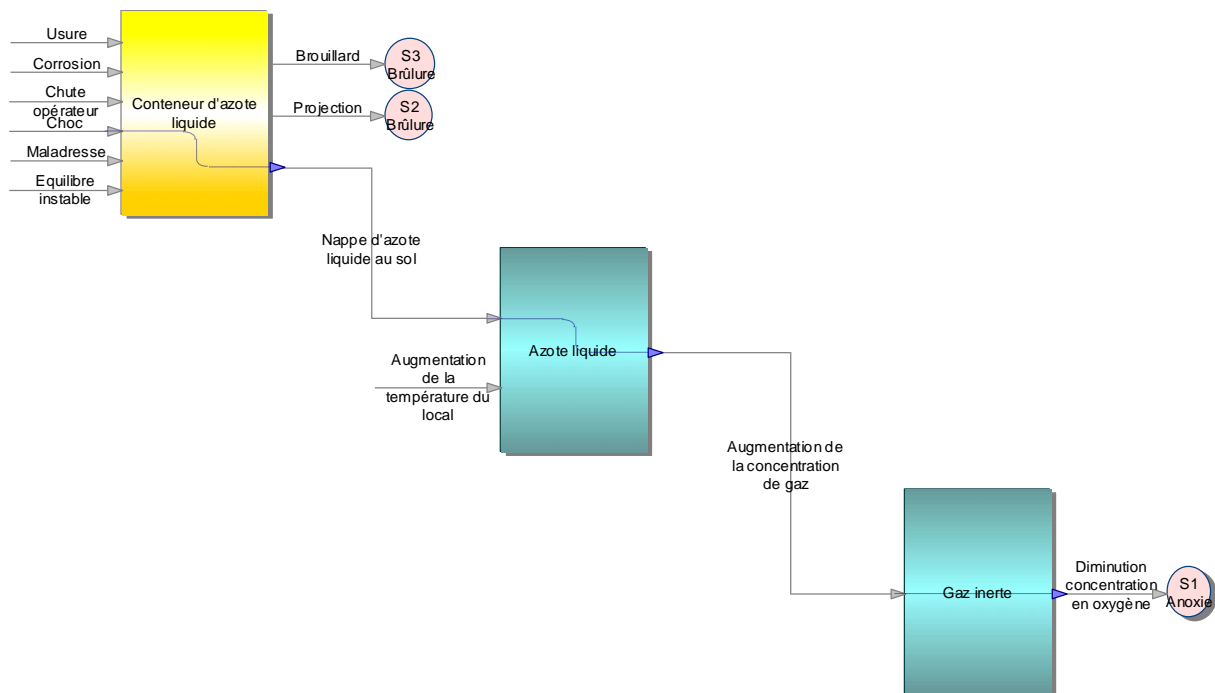 Usure
Corrosion
Chute
opérateur
Choc
Maladresse
Equilibre
instable
Conteneur d'azote
liquide
Brouillard
S3
Brûlure
Projection
S2
Brûlure
Nappe d'azote
liquide au sol
Augmentation
de la
température du
local
Azote liquide
Augmentation de
la concentration
de gaz
Gaz inerte
Diminution
concentration
en oxygène
S1
Anoxie